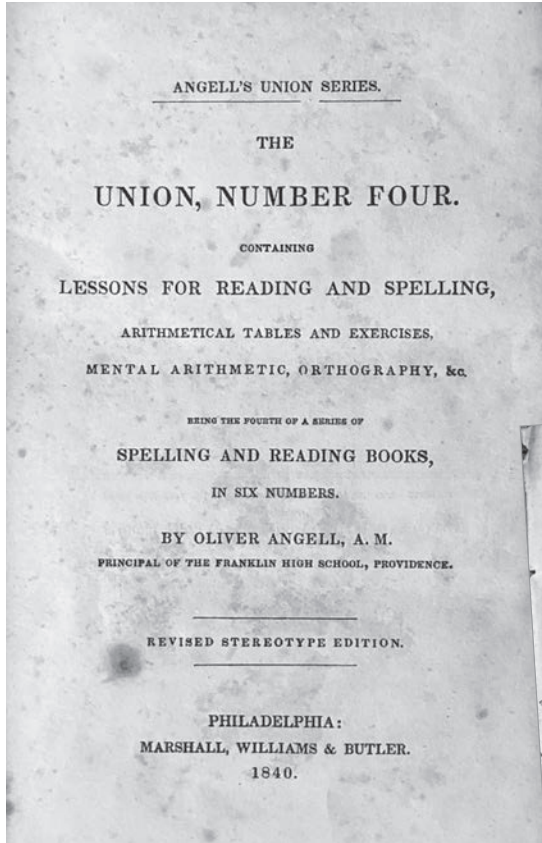 ANGELL'S UNION SERIES.
THE
UNION, NUMBER FOUR.
CONTAINING
LESSONS FOR READING AND SPELLING,
ARITHMETICAL TABLES AND EXERCISES,
MENTAL ARITHMETIC, ORTHOGRAPHY, &c.
BEING THE FOURTH OF A SERIES OF
SPELLING AND READING BOOKS,
IN SIX NUMBERS.
BY OLIVER ANGELL, A. M.
PRINCIPAL OF THE FRANKLIN HIGH SCHOOL, PROVIDENCE.
REVISED STEREOTYPE EDITION.
PHILADELPHIA:
MARSHALL, WILLIAMS & BUTLER.
1840.